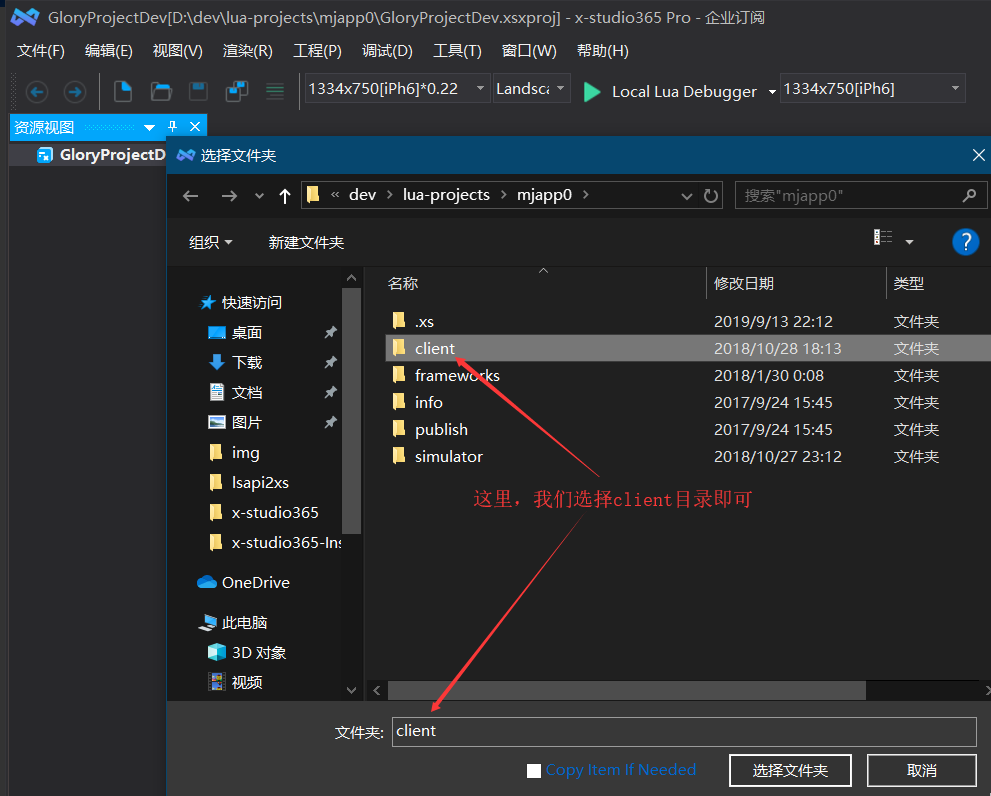 GloryProjectDev[D:\dev\lua-projects\mjapp0\GloryProjectDev.xsxproj] - x-studio365 Pro - 企业订阅
文件(F) 编辑(E) 视图(V) 渲染(R) 工程(P) 调试(D) 工具(T) 窗口(W) 帮助(H)
1334x750[iPh6]*0.22 Landsca Local Lua Debugger 1334x750[iPh6]
资源视图
GloryProjectD
选择文件夹
« dev › lua-projects › mjapp0 › 搜索"mjapp0"
组织 新建文件夹 ?
名称 修改日期 类型
快速访问
桌面
下载
文档
图片
img
lsapi2xs
x-studio365
x-studio365-Ins
OneDrive
此电脑
3D 对象
视频
.xs 2019/9/13 22:12 文件夹
client 2018/10/28 18:13 文件夹
frameworks 2018/1/30 0:08 文件夹
info 2017/9/24 15:45 文件夹
publish 2017/9/24 15:45 文件夹
simulator 2018/10/27 23:12 文件夹
这里，我们选择client目录即可
文件夹: client
Copy Item If Needed 选择文件夹 取消